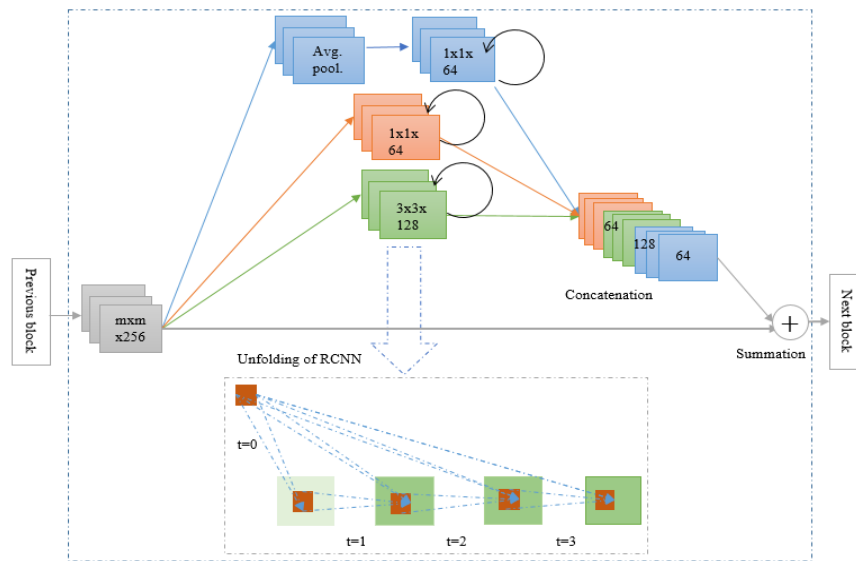 Avg.
pool.
1x1x
64
1x1x
64
3x3x
128
64
128
64
Concatenation
Previous block
mxm
x256
+
Summation
Next block
Unfolding of RCNN
t=0
t=1
t=2
t=3